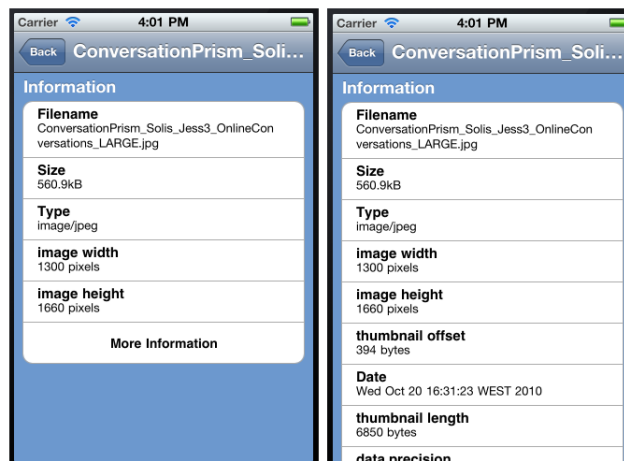 Carrier 4:01 PM
Back ConversationPrism_Solis...
Information
Filename
ConversationPrism_Solis_Jess3_OnlineCon
versations_LARGE.jpg
Size
560.9kB
Type
image/jpeg
image width
1300 pixels
image height
1660 pixels
More Information
Carrier 4:01 PM
Back ConversationPrism_Soli...
Information
Filename
ConversationPrism_Solis_Jess3_OnlineCon
versations_LARGE.jpg
Size
560.9kB
Type
image/jpeg
image width
1300 pixels
image height
1660 pixels
thumbnail offset
394 bytes
Date
Wed Oct 20 16:31:23 WEST 2010
thumbnail length
6850 bytes
data precision